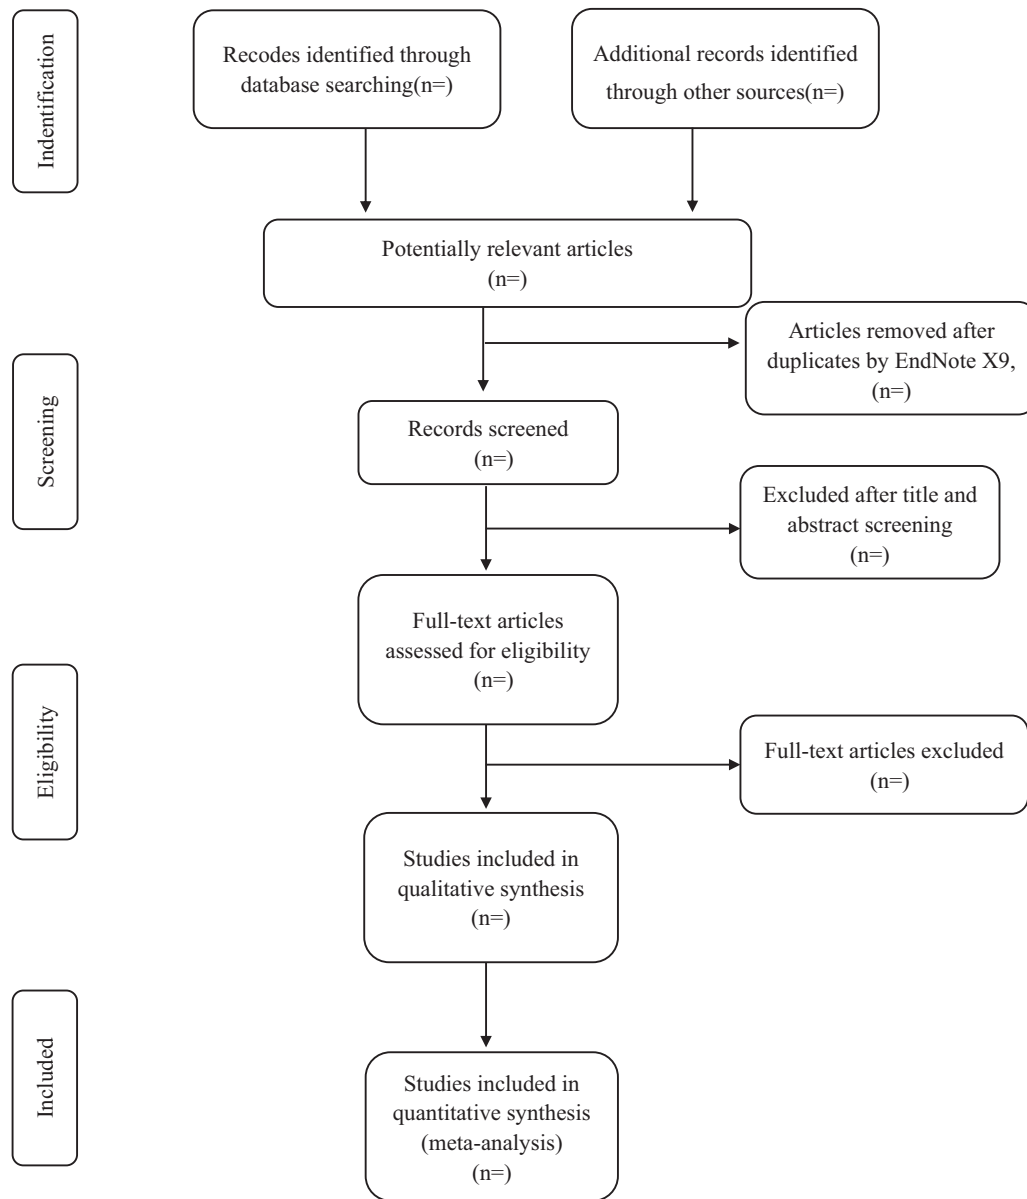 Indentification
Recodes identified through
database searching(n=)
Additional records identified
through other sources(n=)
Potentially relevant articles
(n=)
Articles removed after
duplicates by EndNote X9,
(n=)
Screening
Records screened
(n=)
Excluded after title and
abstract screening
(n=)
Full-text articles
assessed for eligibility
(n=)
Eligibility
Full-text articles excluded
(n=)
Studies included in
qualitative synthesis
(n=)
Included
Studies included in
quantitative synthesis
(meta-analysis)
(n=)